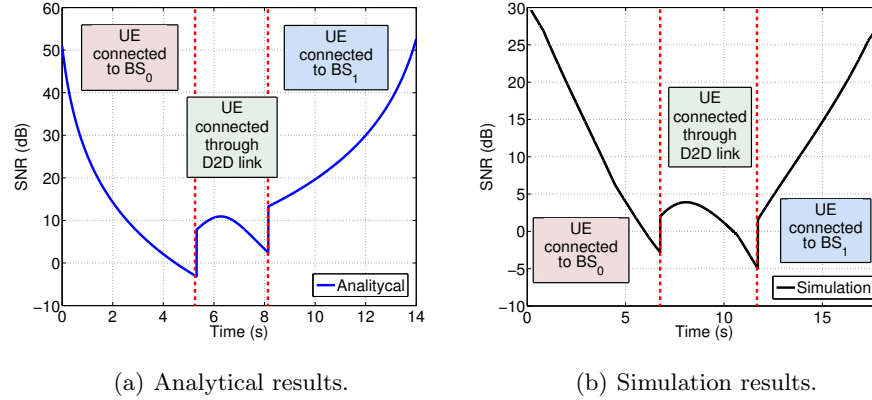 60
50
40
30
20
10
0
−10
SNR (dB)
0 2 4 6 8 10 12 14
Time (s)
UE
connected
to BS0
UE
connected
through
D2D link
UE
connected
to BS1
Analitycal
(a) Analytical results.
30
25
20
15
10
5
0
−5
−10
SNR (dB)
0 5 10 15
Time (s)
UE
connected
to BS0
UE
connected
through
D2D link
UE
connected
to BS1
Simulation
(b) Simulation results.